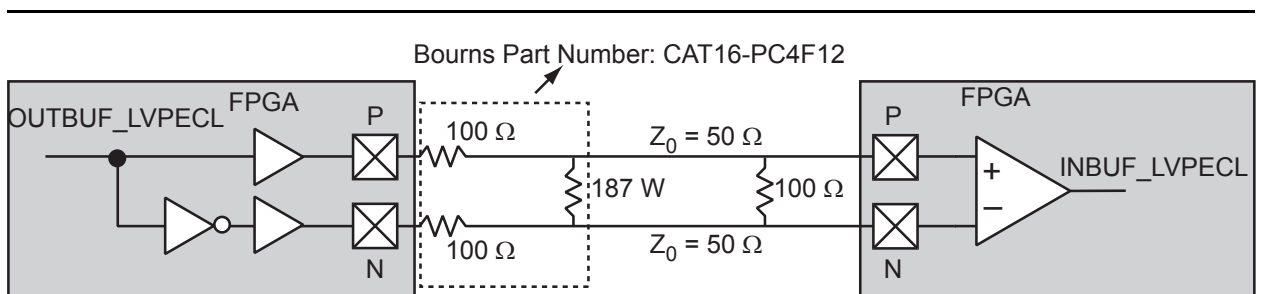 Bourns Part Number: CAT16-PC4F12
OUTBUF_LVPECL
FPGA
P
100 Ω
Z0 = 50 Ω
187 W
100 Ω
100 Ω
Z0 = 50 Ω
N
FPGA
P
+
−
INBUF_LVPECL
N